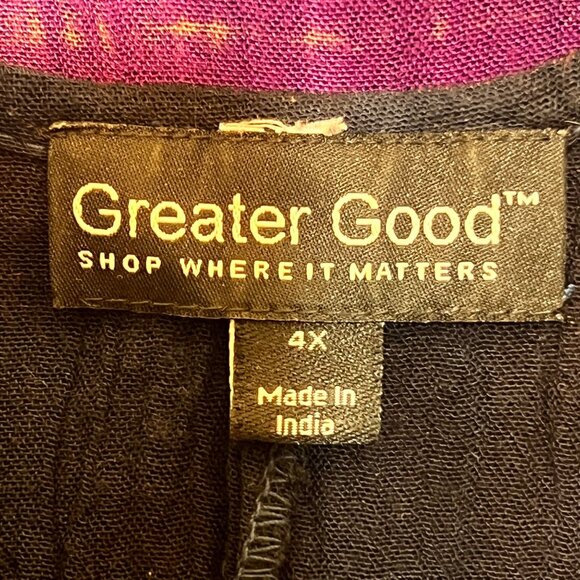 Greater Good™
SHOP WHERE IT MATTERS
4X
Made In
India